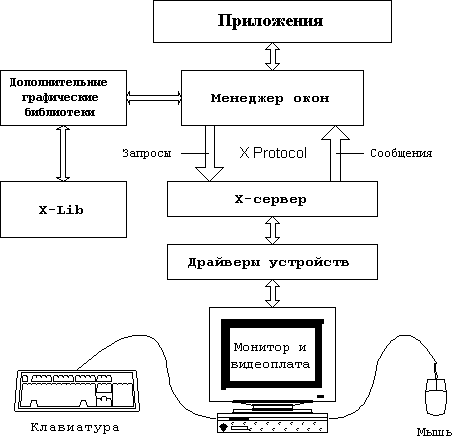 Приложения
Дополнительные
графические
библиотеки
Менеджер окон
Запросы
X Protocol
Сообщения
X-Lib
X-сервер
Драйверы устройств
Монитор и
видеоплата
Клавиатура
Мышь